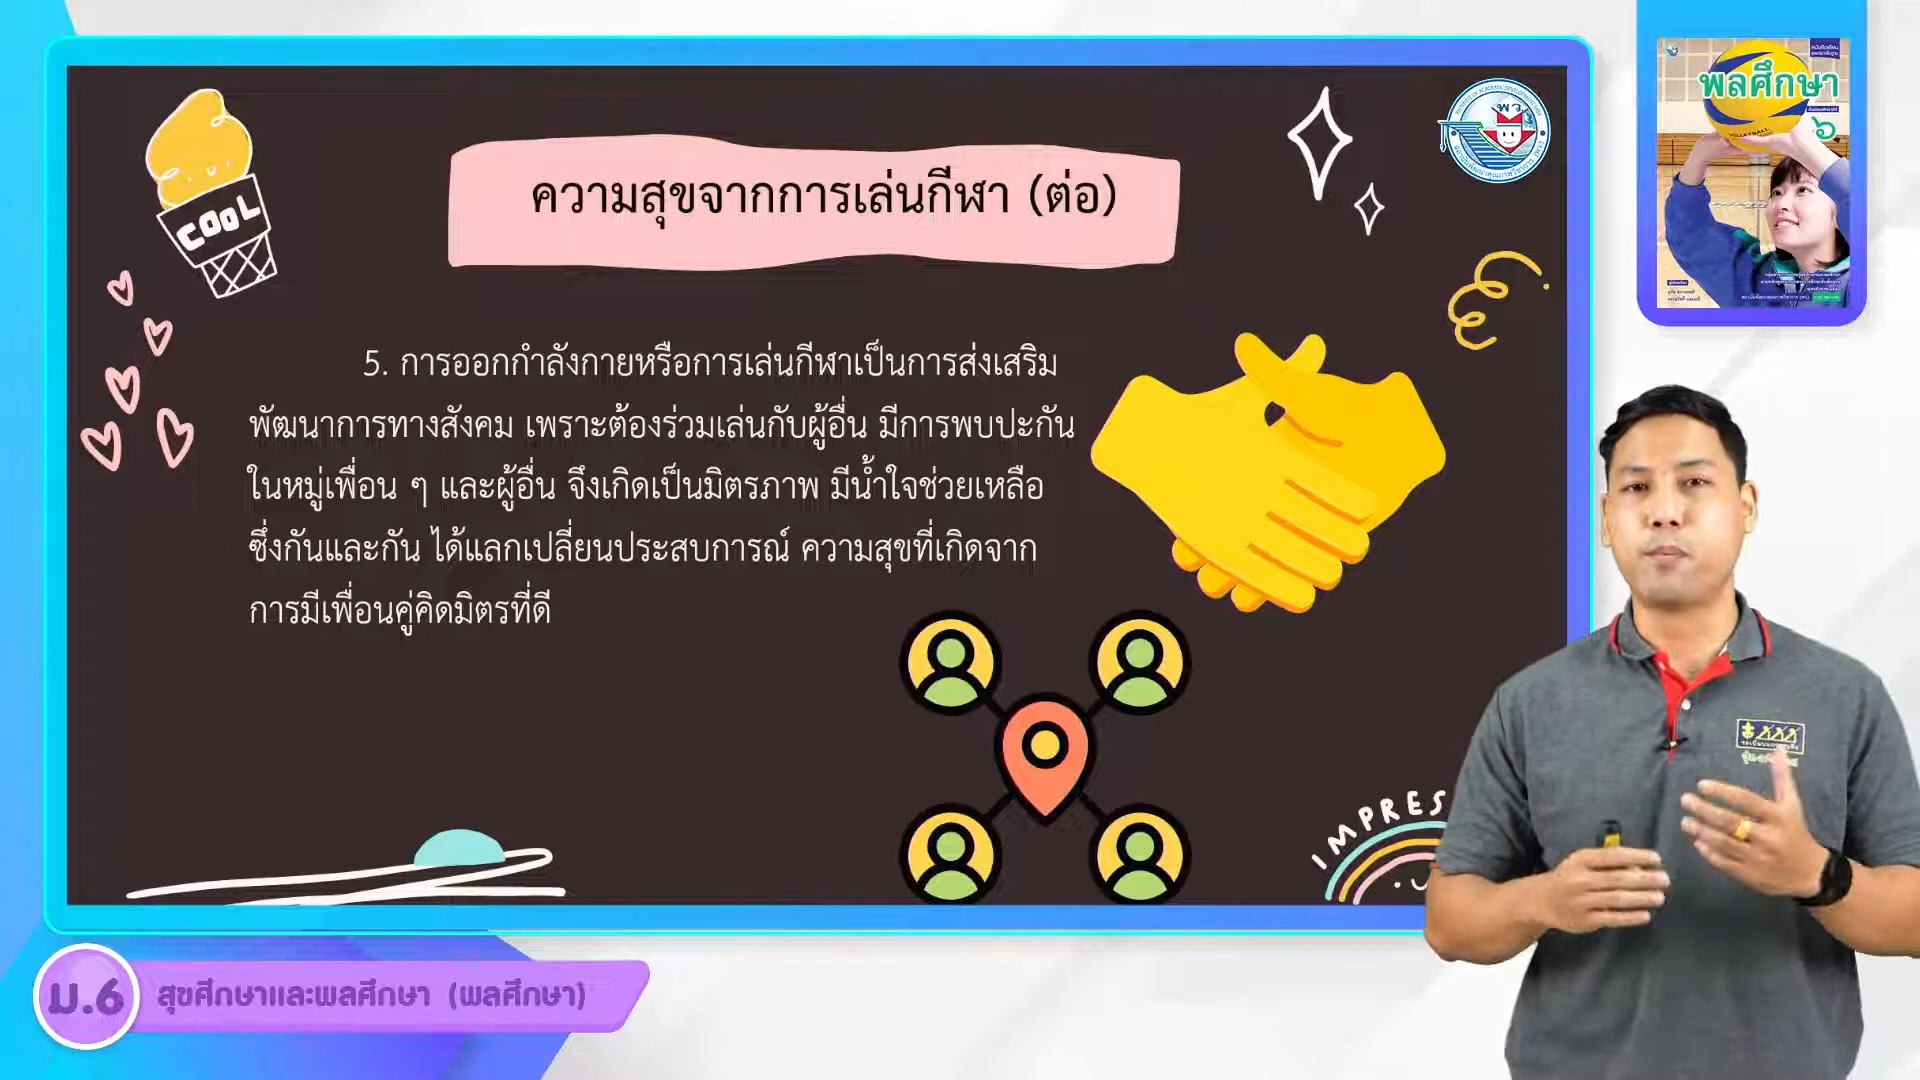 COOL
ความสุขจากการเล่นกีฬา (ต่อ)
5. การออกกำลังกายหรือการเล่นกีฬาเป็นการส่งเสริม
พัฒนาการทางสังคม เพราะต้องร่วมเล่นกับผู้อื่น มีการพบปะกัน
ในหมู่เพื่อน ๆ และผู้อื่น จึงเกิดเป็นมิตรภาพ มีน้ำใจช่วยเหลือ
ซึ่งกันและกัน ได้แลกเปลี่ยนประสบการณ์ ความสุขที่เกิดจาก
การมีเพื่อนคู่คิดมิตรที่ดี
IMPRES
พว.
พลศึกษา
๖
VOLLEYBALL
ม.6 สุขศึกษาและพลศึกษา (พลศึกษา)